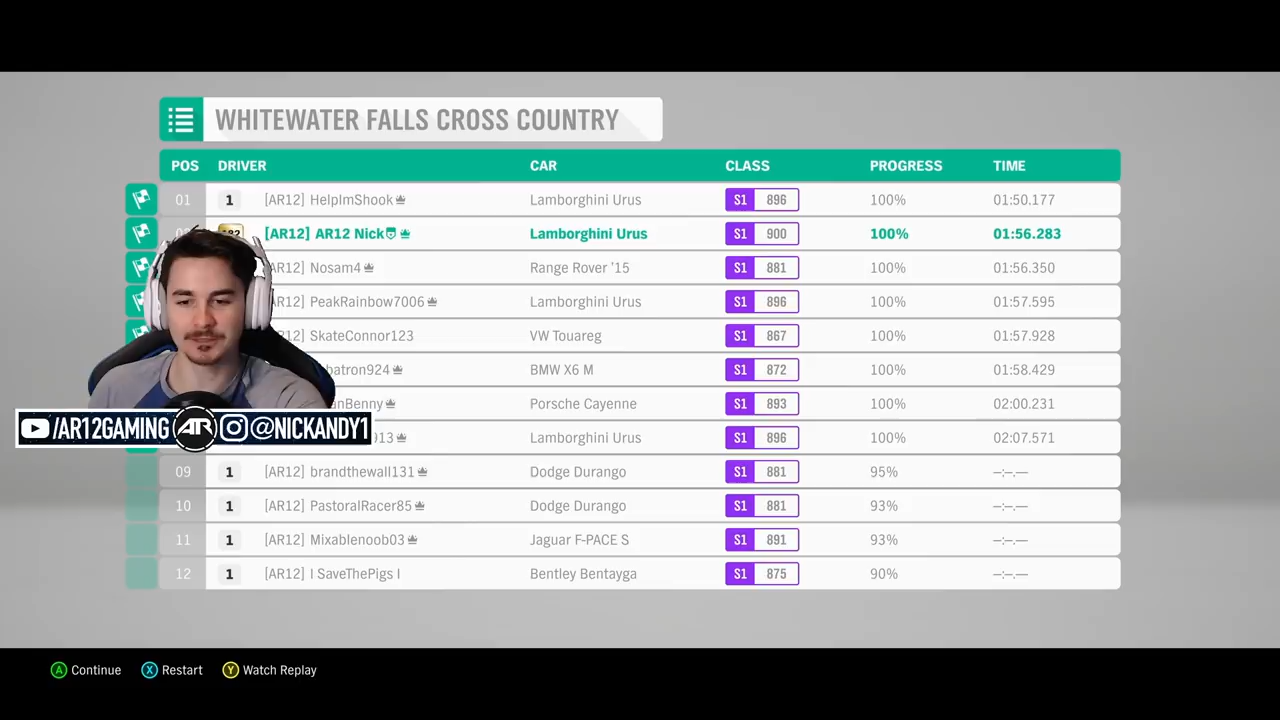 WHITEWATER FALLS CROSS COUNTRY
POS DRIVER CAR CLASS PROGRESS TIME
01 1 [AR12] HelpImShook Lamborghini Urus S1 896 100% 01:50.177
[AR12] AR12 Nick Lamborghini Urus S1 900 100% 01:56.283
AR12] Nosam4 Range Rover '15 S1 881 100% 01:56.350
R12] PeakRainbow7006 Lamborghini Urus S1 896 100% 01:57.595
12] SkateConnor123 VW Touareg S1 867 100% 01:57.928
batron924 BMW X6 M S1 872 100% 01:58.429
anBenny Porsche Cayenne S1 893 100% 02:00.231
913 Lamborghini Urus S1 896 100% 02:07.571
/AR12GAMING AR @NICKANDY1
09 1 [AR12] brandthewall131 Dodge Durango S1 881 95% –:–.––
10 1 [AR12] PastoralRacer85 Dodge Durango S1 881 93% –:–.––
11 1 [AR12] Mixablenoob03 Jaguar F-PACE S S1 891 93% –:–.––
12 1 [AR12] I SaveThePigs I Bentley Bentayga S1 875 90% –:–.––
A Continue X Restart Y Watch Replay